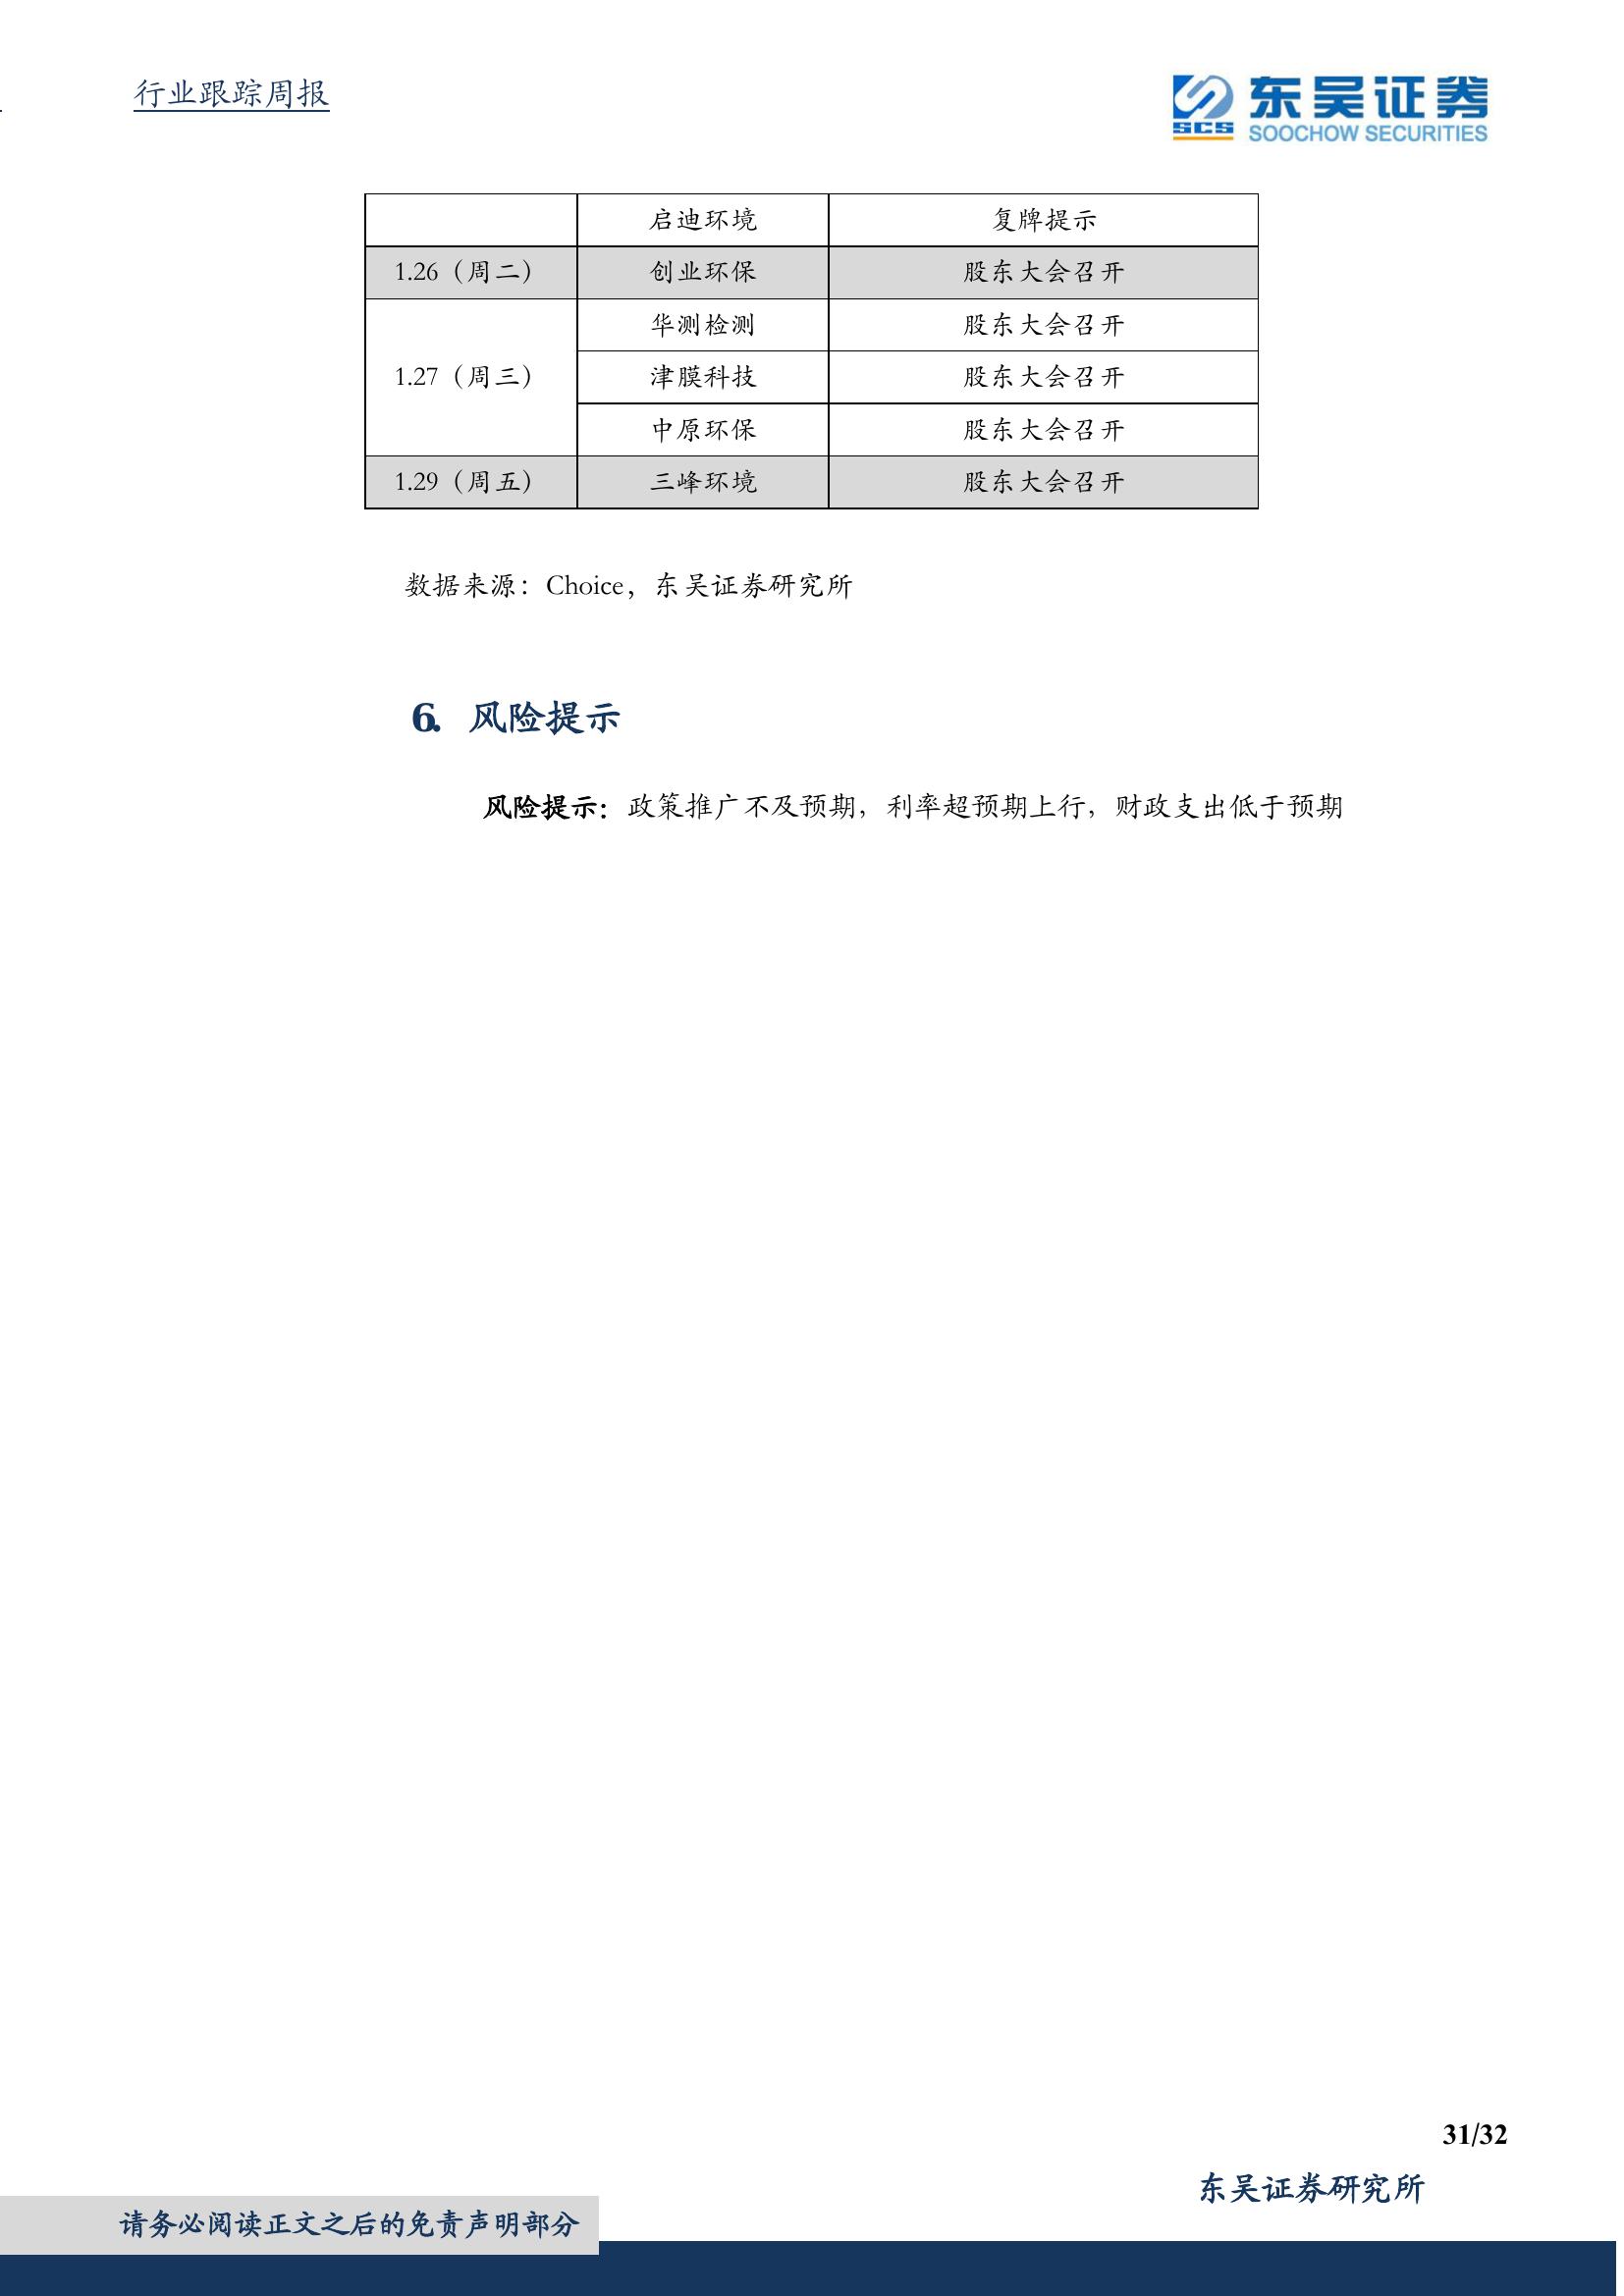 行业跟踪周报
SCS 东吴证券
SOOCHOW SECURITIES
启迪环境 复牌提示
1.26（周二） 创业环保 股东大会召开
华测检测 股东大会召开
1.27（周三） 津膜科技 股东大会召开
中原环保 股东大会召开
1.29（周五） 三峰环境 股东大会召开
数据来源：Choice，东吴证券研究所
6. 风险提示
风险提示：政策推广不及预期，利率超预期上行，财政支出低于预期
31/32
东吴证券研究所
请务必阅读正文之后的免责声明部分